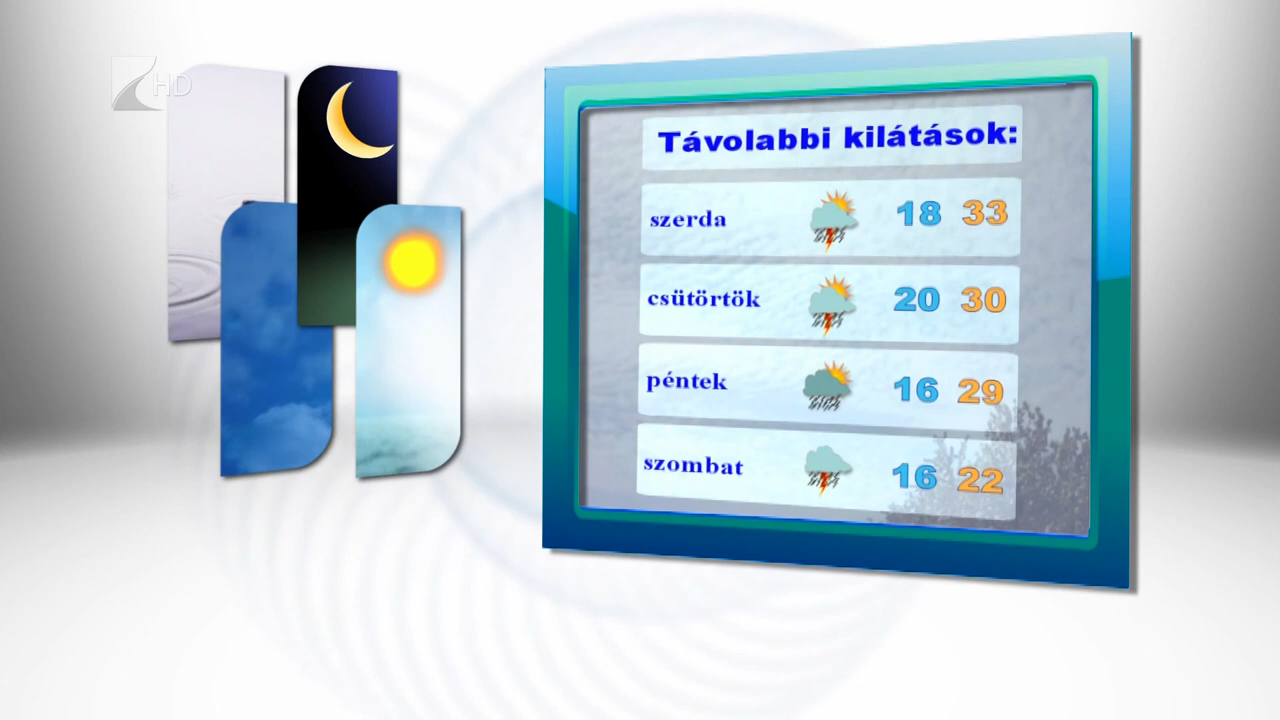 HD
Távolabbi kilátások:
szerda 18 33
csütörtök 20 30
péntek 16 29
szombat 16 22